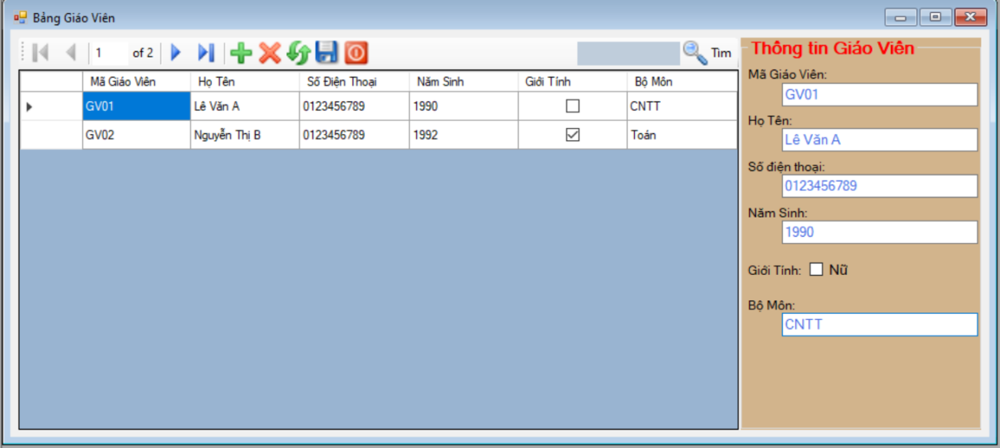 Bảng Giáo Viên
1 of 2 Tìm
Mã Giáo Viên Họ Tên Số Điện Thoại Năm Sinh Giới Tính Bộ Môn
GV01 Lê Văn A 0123456789 1990 CNTT
GV02 Nguyễn Thị B 0123456789 1992 Toán
Thông tin Giáo Viên
Mã Giáo Viên:
GV01
Họ Tên:
Lê Văn A
Số điện thoại:
0123456789
Năm Sinh:
1990
Giới Tính: Nữ
Bộ Môn:
CNTT